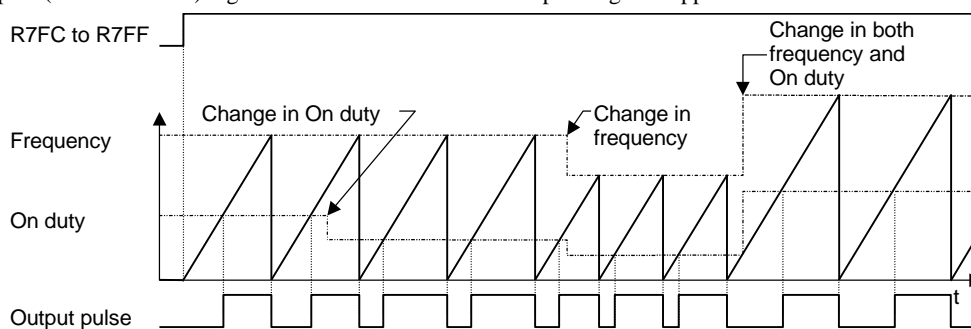 R7FC to R7FF
Change in both
frequency and
On duty
Change in On duty
Change in
frequency
Frequency
On duty
t
Output pulse